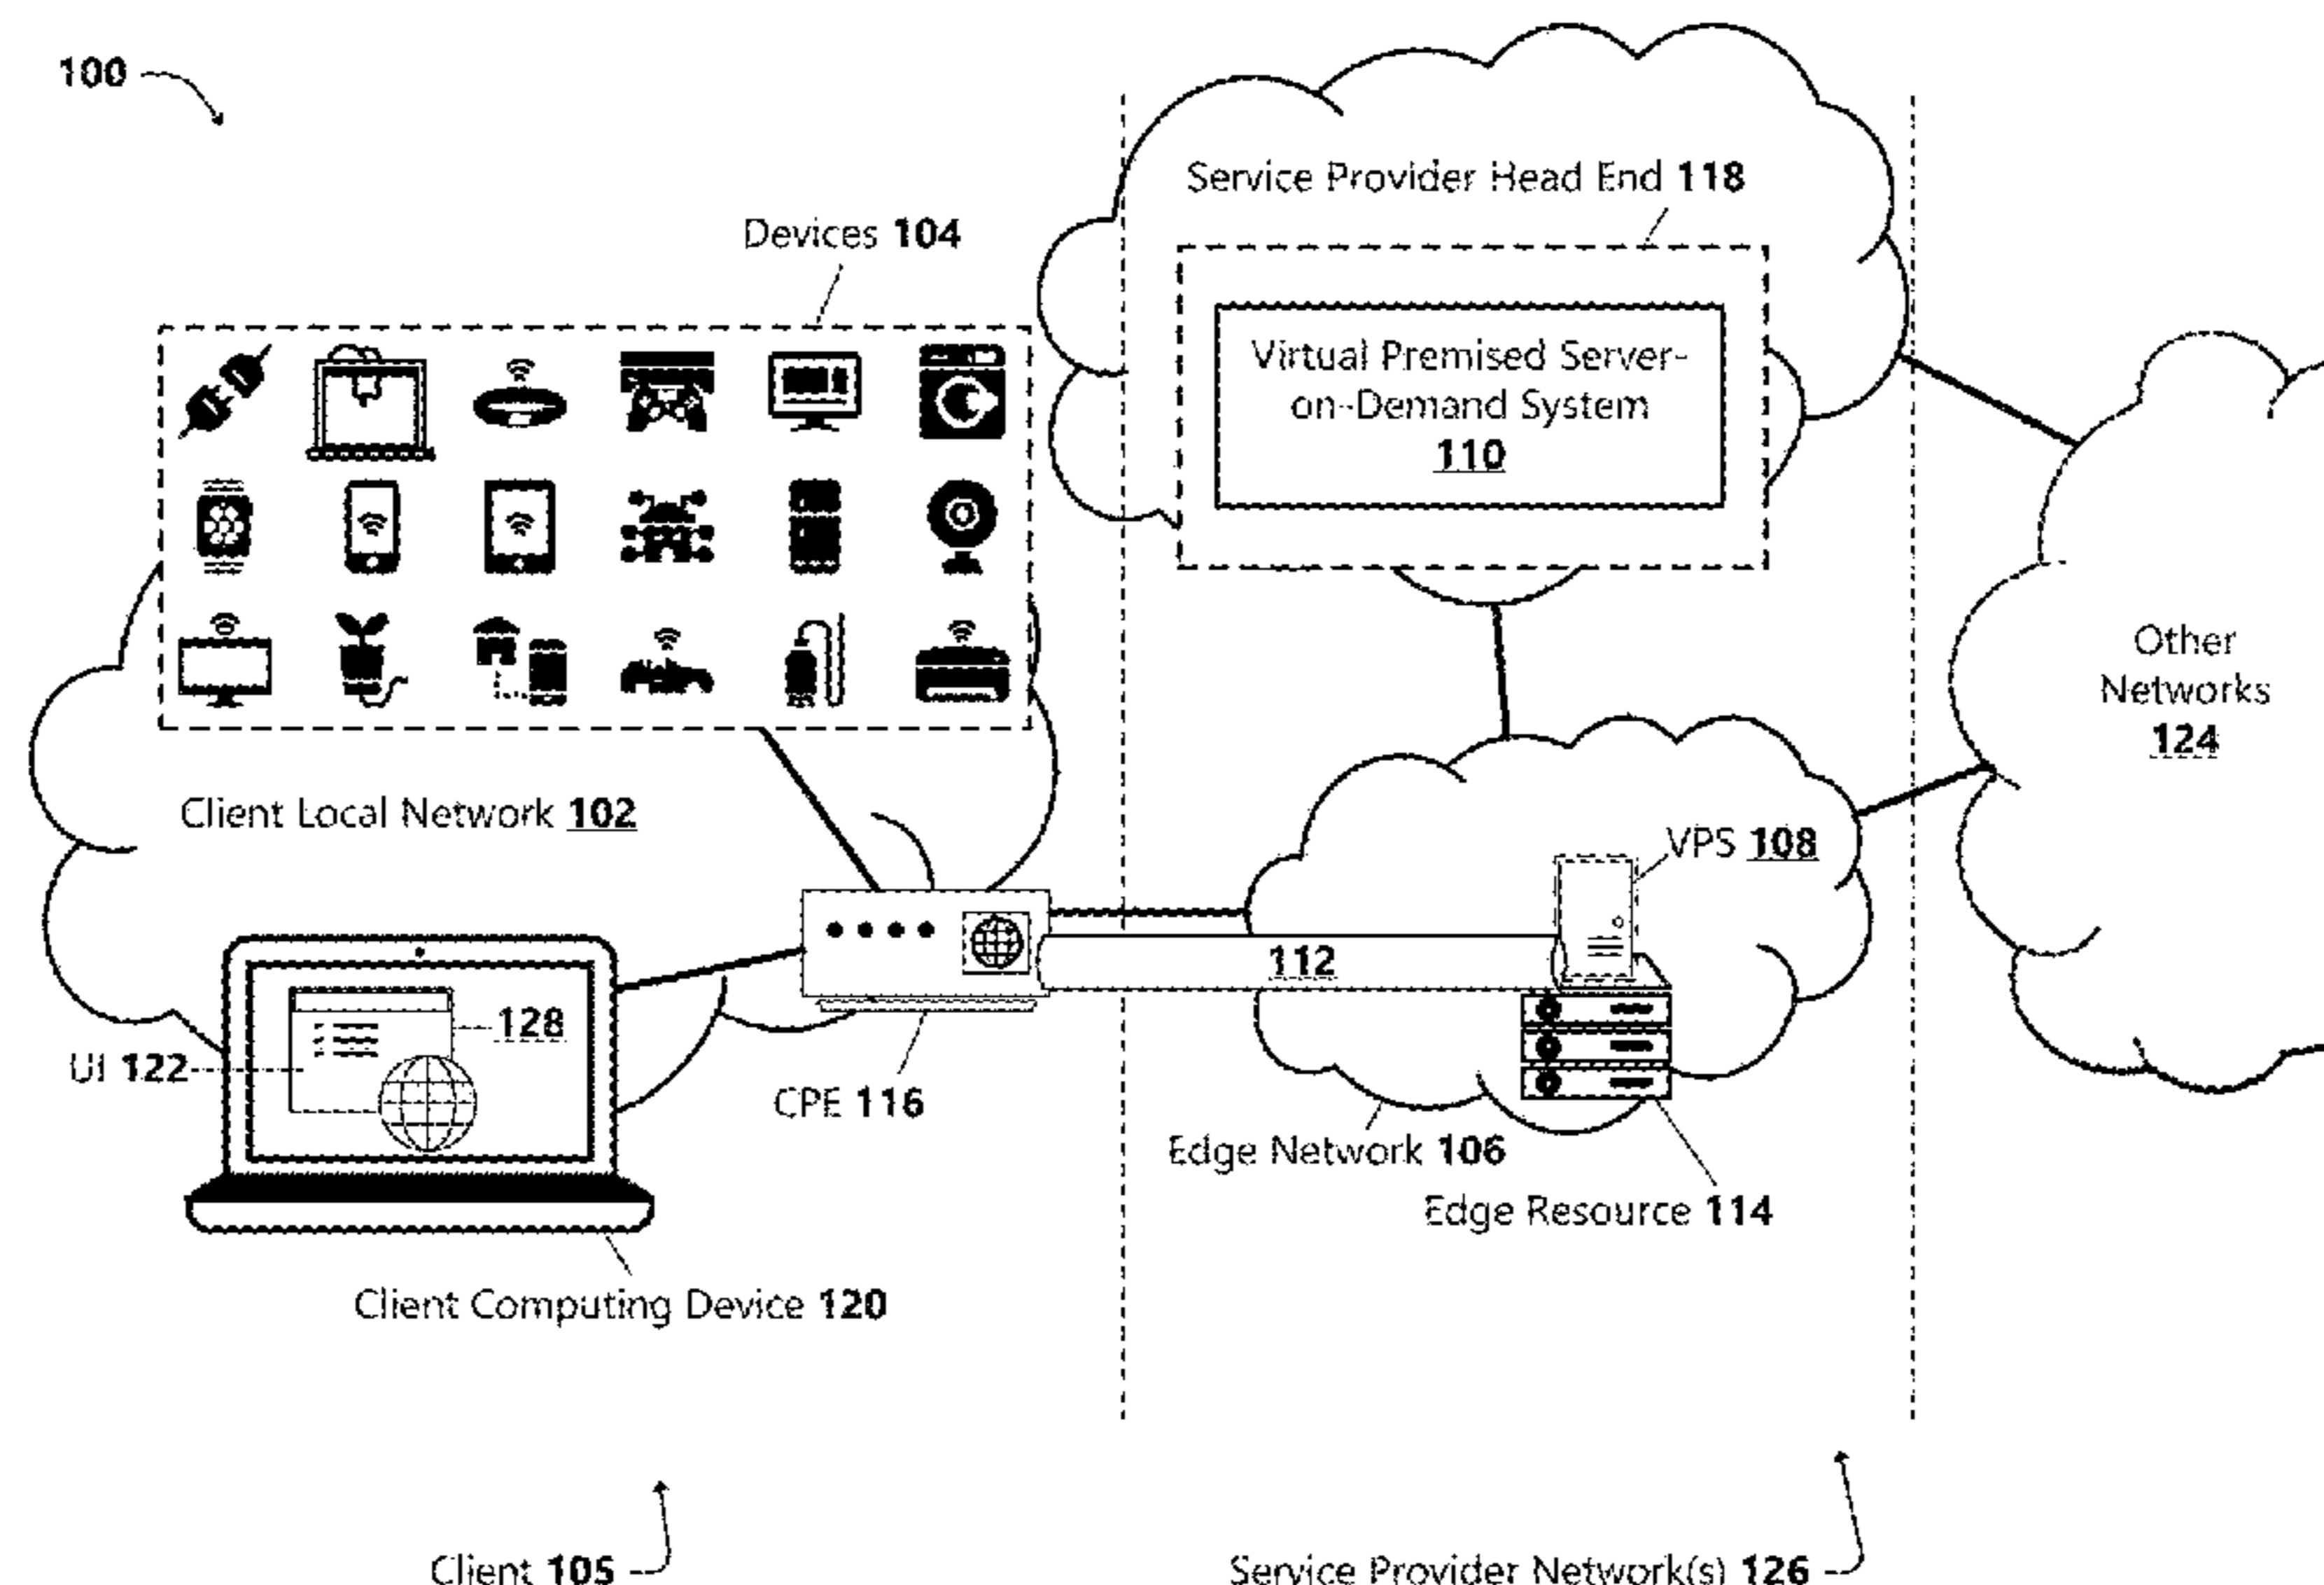 100
Service Provider Head End 118
Devices 104
Virtual Premised Server-
on-Demand System
110
Other
Networks
124
Client Local Network 102
VPS 108
112
128
UI 122
CPE 116
Edge Network 106
Edge Resource 114
Client Computing Device 120
Client 105
Service Provider Network(s) 126